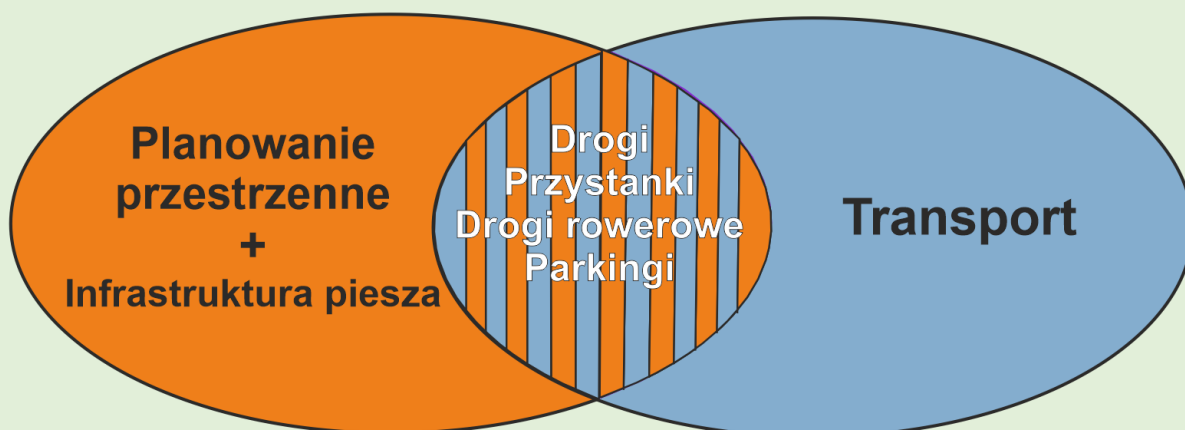 Planowanie
przestrzenne
+
Infrastruktura piesza
Drogi
Przystanki
Drogi rowerowe
Parkingi
Transport